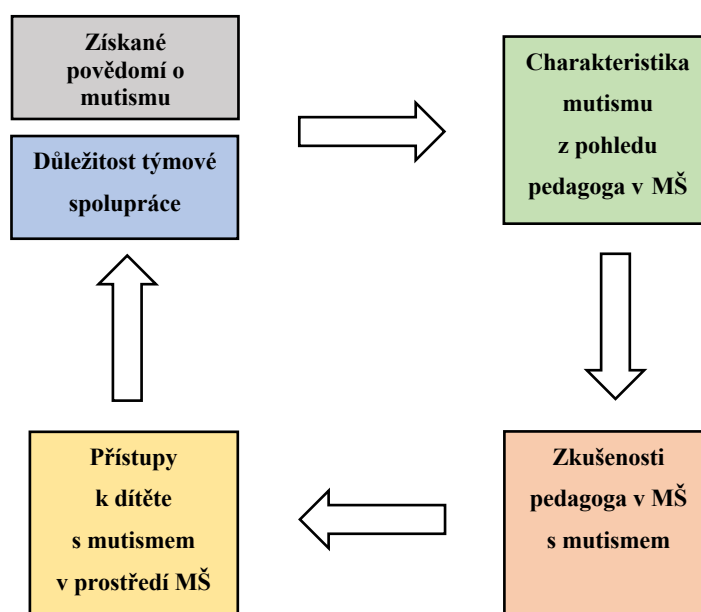 Získané
povědomí o
mutismu
Důležitost týmové
spolupráce
Charakteristika
mutismu
z pohledu
pedagoga v MŠ
Zkušenosti
pedagoga v MŠ
s mutismem
Přístupy
k dítěte
s mutismem
v prostředí MŠ